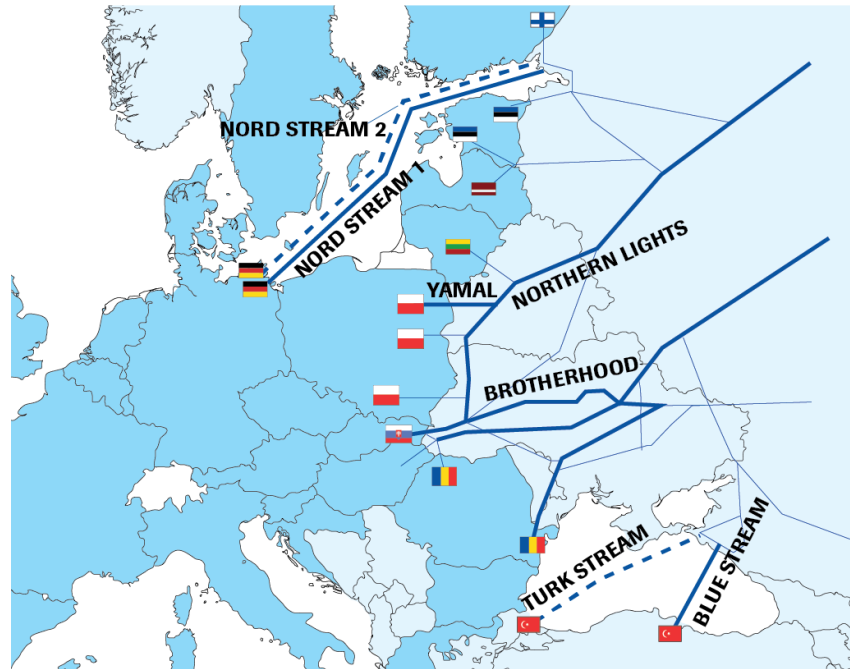 NORD STREAM 2
NORD STREAM 1
YAMAL
NORTHERN LIGHTS
BROTHERHOOD
TURK STREAM
BLUE STREAM